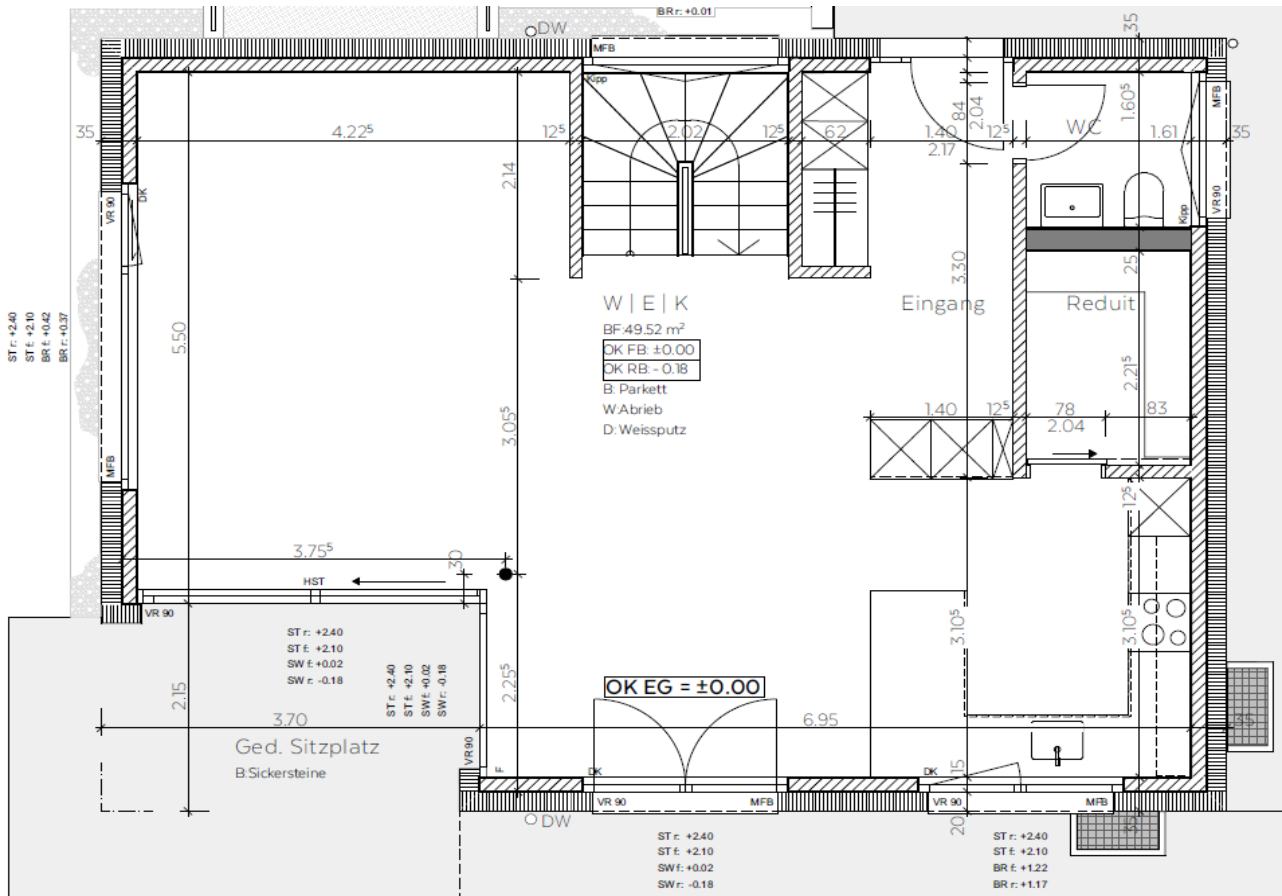 BR r: +0.01
DW
MFB
35
Kipp
84
2.04
1.60⁵
WC
MFB
35
4.22⁵
12⁵
2.02
12⁵
62
1.40
2.17
12⁵
1.61
35
2.14
DK
VR 90
VR 90
Kipp
3.30
25
W | E | K
Eingang
Reduit
BF:49.52 m²
OK FB: ±0.00
OK RB: - 0.18
B: Parkett
W:Abrieb
D: Weissputz
ST r: +2.40
ST f: +2.10
BR f: +0.42
BR r: +0.37
5.50
3.05⁵
2.21⁵
1.40
12⁵
78
2.04
83
MFB
12⁵
3.75⁵
30
HST
VR 90
ST r: +2.40
ST f: +2.10
SW f: +0.02
SW r: -0.18
ST r: +2.40
ST f: +2.10
SW f: +0.02
SW r: -0.18
3.10⁵
3.10⁵
2.15
2.25⁵
OK EG = ±0.00
3.70
6.95
35
Ged. Sitzplatz
B:Sickersteine
VR 90
F
DK
DK
15
VR 90
MFB
VR 90
MFB
DW
20
35
ST r: +2.40
ST f: +2.10
SW f: +0.02
SW r: -0.18
ST r: +2.40
ST f: +2.10
BR f: +1.22
BR r: +1.17